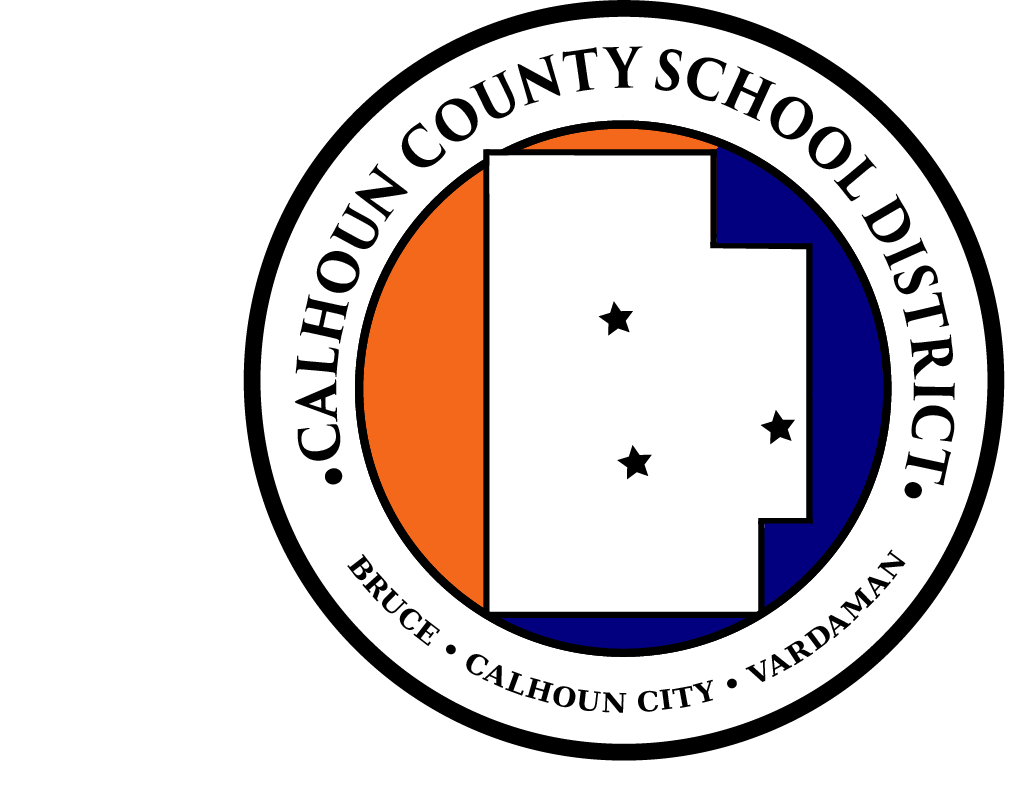 • CALHOUN COUNTY SCHOOL DISTRICT •
BRUCE • CALHOUN CITY • VARDAMAN